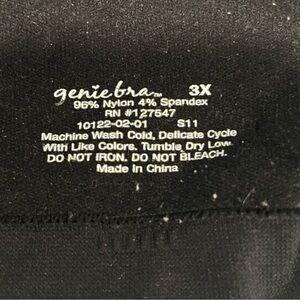 genie bra™ 3X
96% Nylon 4% Spandex
RN #127547
10122-02-01 S11
Machine Wash Cold, Delicate Cycle
With Like Colors. Tumble Dry Low.
DO NOT IRON. DO NOT BLEACH.
Made in China